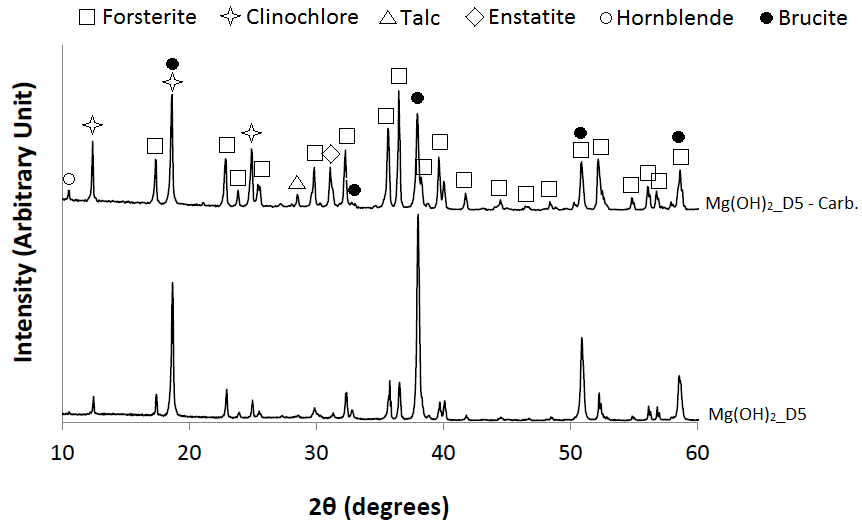 Forsterite Clinochlore Talc Enstatite Hornblende Brucite
Intensity (Arbitrary Unit)
Mg(OH)₂_D5 - Carb.
Mg(OH)₂_D5
10 20 30 40 50 60
2θ (degrees)